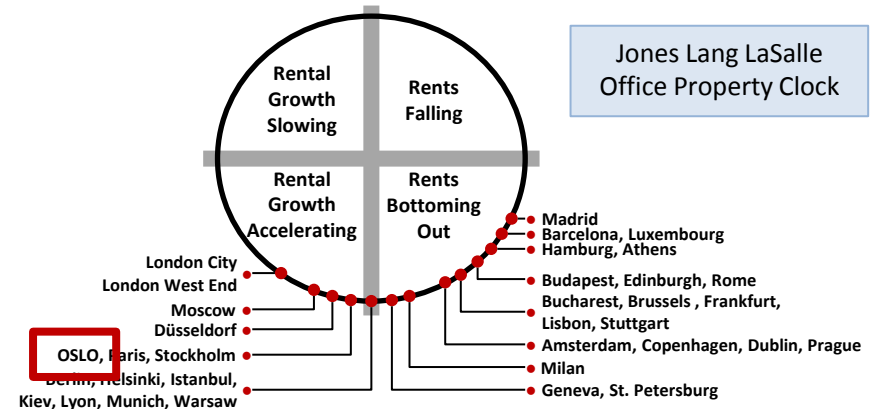 Jones Lang LaSalle
Office Property Clock
Rental
Growth
Slowing
Rents
Falling
Rental
Growth
Accelerating
Rents
Bottoming
Out
London City
London West End
Moscow
Düsseldorf
OSLO, Paris, Stockholm
Berlin, Helsinki, Istanbul,
Kiev, Lyon, Munich, Warsaw
Madrid
Barcelona, Luxembourg
Hamburg, Athens
Budapest, Edinburgh, Rome
Bucharest, Brussels , Frankfurt,
Lisbon, Stuttgart
Amsterdam, Copenhagen, Dublin, Prague
Milan
Geneva, St. Petersburg